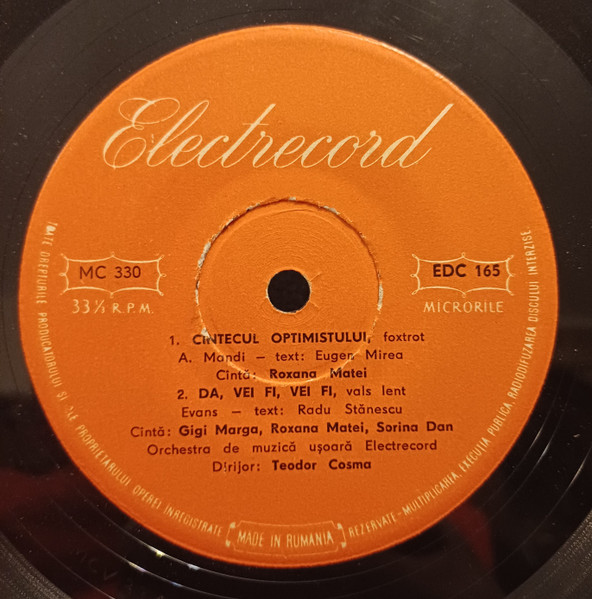 Electrecord
MC 330
EDC 165
33⅓ R.P.M.
MICRORILE
1. CÎNTECUL OPTIMISTULUI, foxtrot
A. Mandi – text: Eugen Mirea
Cîntă: Roxana Matei
2. DA, VEI FI, VEI FI, vals lent
Evans – text: Radu Stănescu
Cîntă: Gigi Marga, Roxana Matei, Sorina Dan
Orchestra de muzică ușoară Electrecord
Dirijor: Teodor Cosma
TOATE DREPTURILE PRODUCATORULUI ȘI ALE PROPRIETARULUI OPEREI INREGISTRATE
MADE IN RUMANIA
REZERVATE-MULTIPLICAREA, EXECUȚIA PUBLICA, RADIODIFUZAREA DISCULUI INTERZISE.